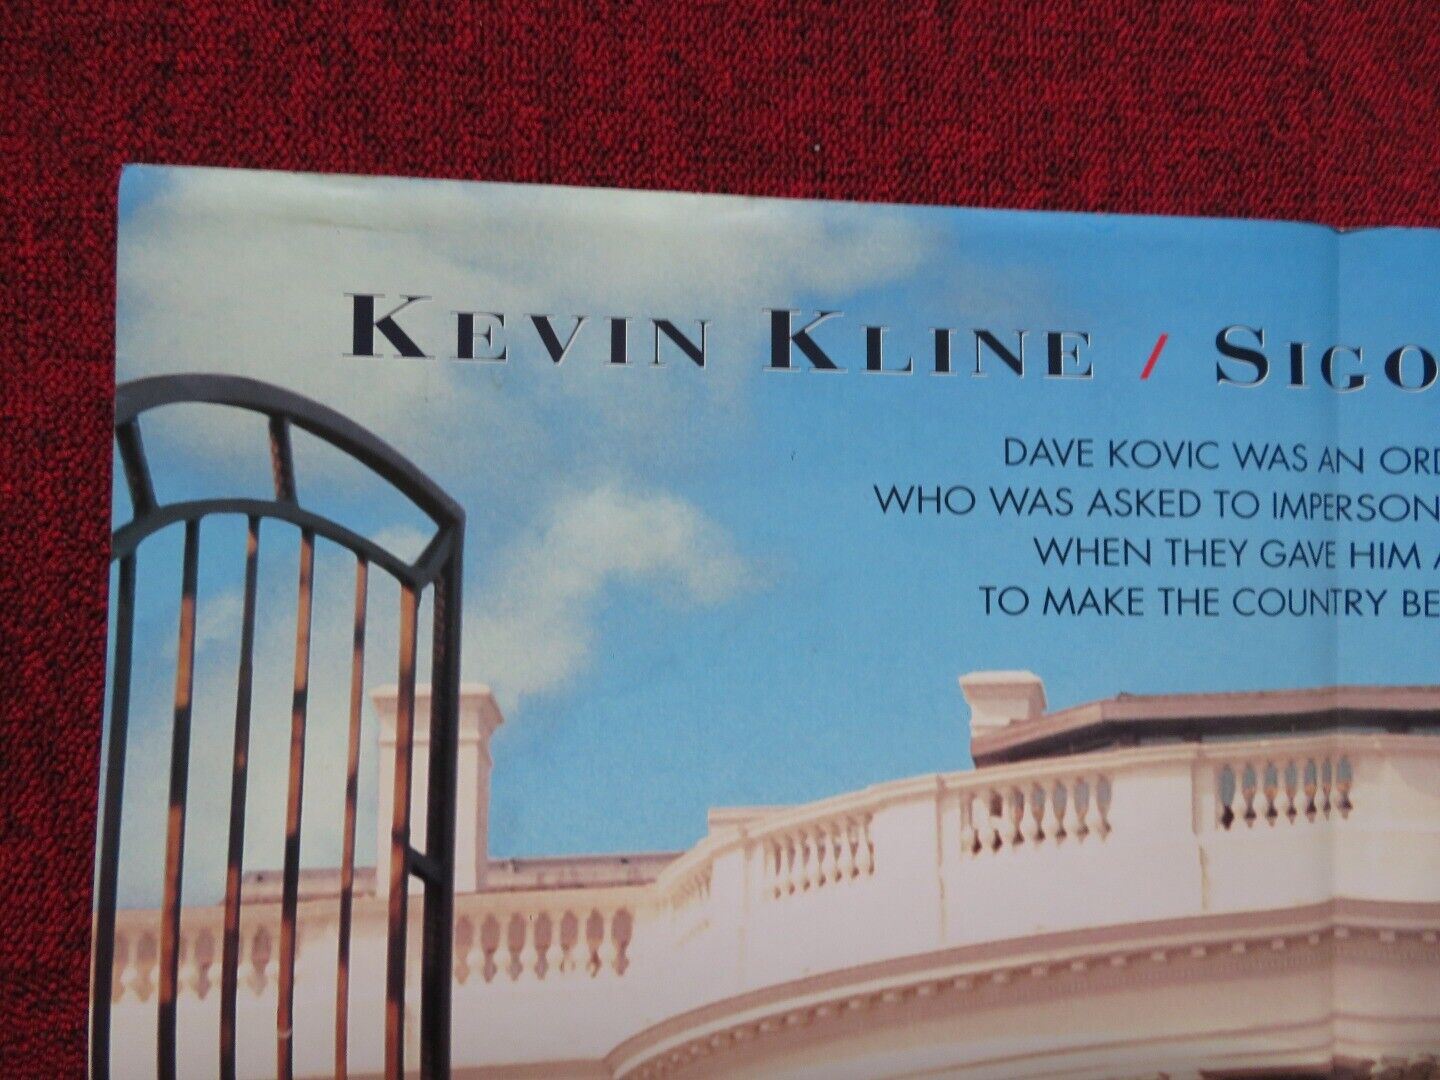 KEVIN KLINE / SIGO
DAVE KOVIC WAS AN ORD
WHO WAS ASKED TO IMPERSON
WHEN THEY GAVE HIM A
TO MAKE THE COUNTRY BE